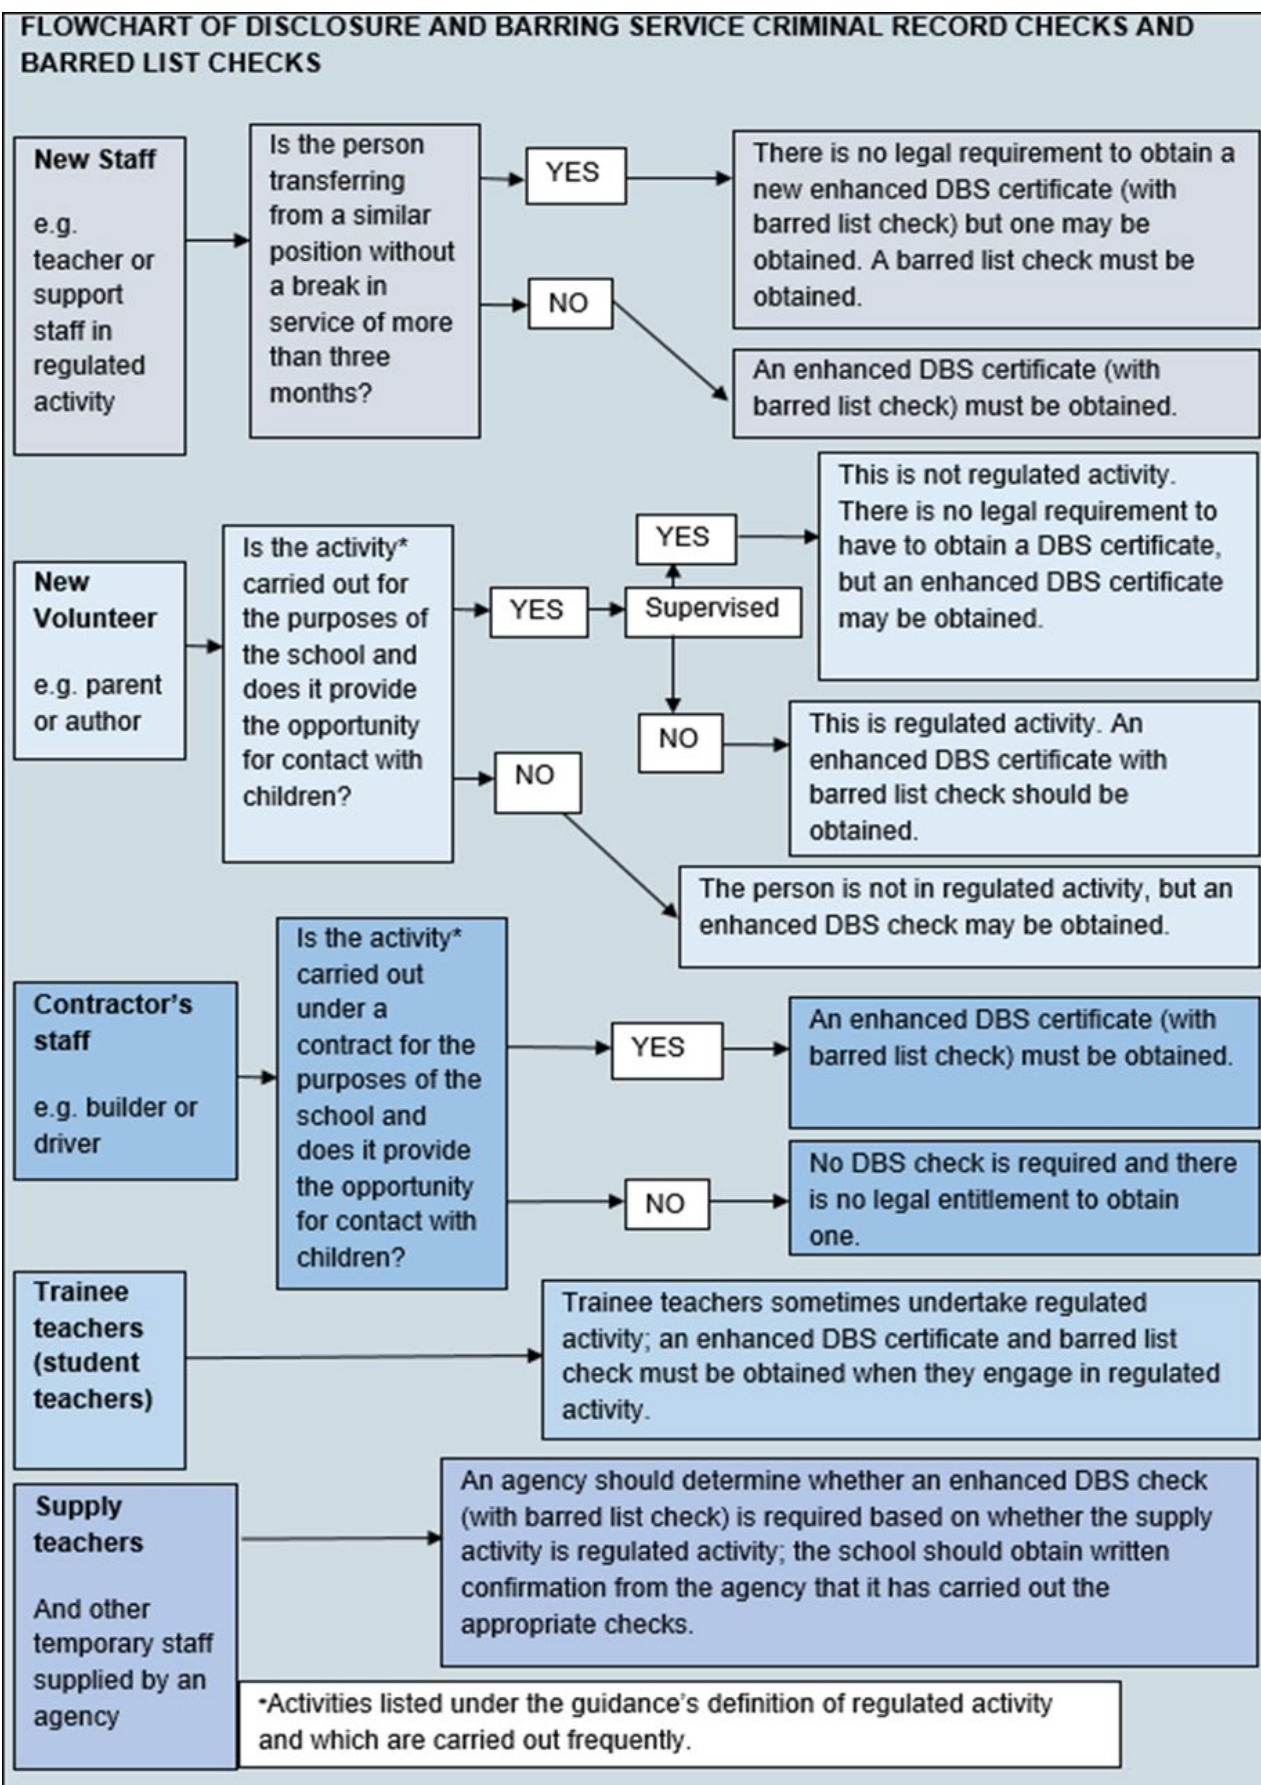 FLOWCHART OF DISCLOSURE AND BARRING SERVICE CRIMINAL RECORD CHECKS AND
BARRED LIST CHECKS
New Staff
e.g.
teacher or
support
staff in
regulated
activity
Is the person
transferring
from a similar
position without
a break in
service of more
than three
months?
YES
There is no legal requirement to obtain a
new enhanced DBS certificate (with
barred list check) but one may be
obtained. A barred list check must be
obtained.
NO
An enhanced DBS certificate (with
barred list check) must be obtained.
New
Volunteer
e.g. parent
or author
Is the activity*
carried out for
the purposes of
the school and
does it provide
the opportunity
for contact with
children?
YES
Supervised
YES
This is not regulated activity.
There is no legal requirement to
have to obtain a DBS certificate,
but an enhanced DBS certificate
may be obtained.
NO
This is regulated activity. An
enhanced DBS certificate with
barred list check should be
obtained.
NO
The person is not in regulated activity, but an
enhanced DBS check may be obtained.
Contractor's
staff
e.g. builder or
driver
Is the activity*
carried out
under a
contract for the
purposes of the
school and
does it provide
the opportunity
for contact with
children?
YES
An enhanced DBS certificate (with
barred list check) must be obtained.
NO
No DBS check is required and there
is no legal entitlement to obtain
one.
Trainee
teachers
(student
teachers)
Trainee teachers sometimes undertake regulated
activity; an enhanced DBS certificate and barred list
check must be obtained when they engage in regulated
activity.
Supply
teachers
And other
temporary staff
supplied by an
agency
An agency should determine whether an enhanced DBS check
(with barred list check) is required based on whether the supply
activity is regulated activity; the school should obtain written
confirmation from the agency that it has carried out the
appropriate checks.
*Activities listed under the guidance's definition of regulated activity
and which are carried out frequently.